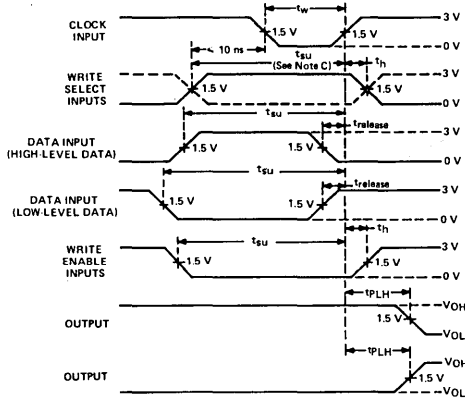 CLOCK
INPUT
tw
1.5 V
1.5 V
3 V
0 V
< 10 ns
tsu
(See Note C)
th
WRITE
SELECT
INPUTS
1.5 V
1.5 V
3 V
0 V
tsu
trelease
DATA INPUT
(HIGH-LEVEL DATA)
1.5 V
1.5 V
3 V
0 V
tsu
trelease
DATA INPUT
(LOW-LEVEL DATA)
1.5 V
1.5 V
3 V
0 V
tsu
th
WRITE
ENABLE
INPUTS
1.5 V
1.5 V
3 V
0 V
tPLH
OUTPUT
1.5 V
VOH
VOL
tPLH
OUTPUT
1.5 V
VOH
VOL